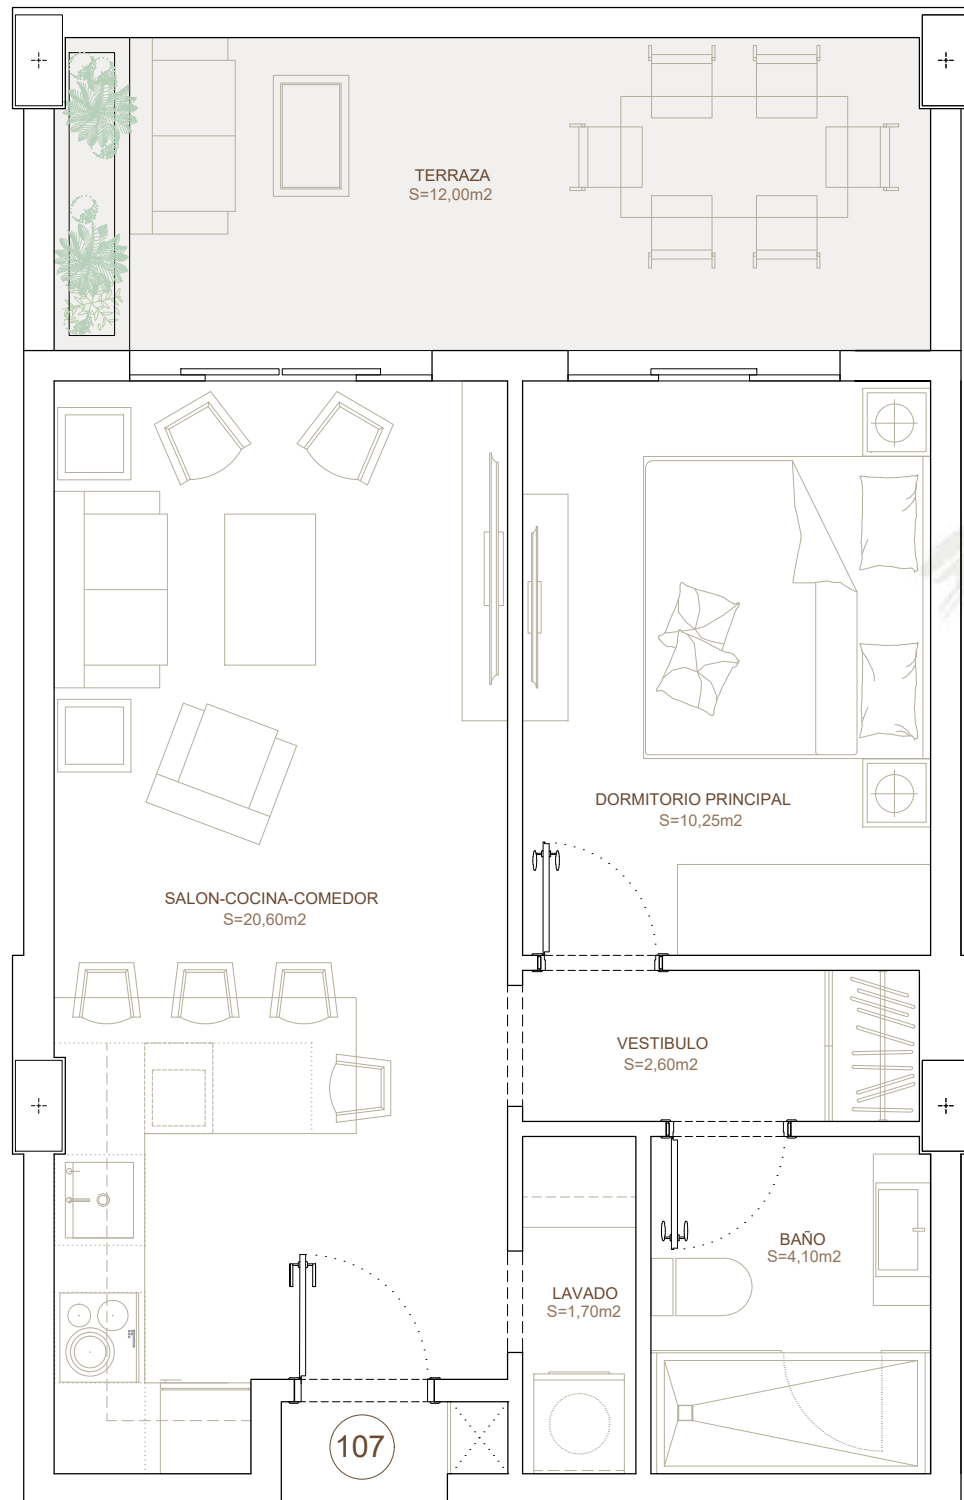 TERRAZA
S=12,00m2
DORMITORIO PRINCIPAL
S=10,25m2
SALON-COCINA-COMEDOR
S=20,60m2
VESTIBULO
S=2,60m2
BAÑO
S=4,10m2
LAVADO
S=1,70m2
107